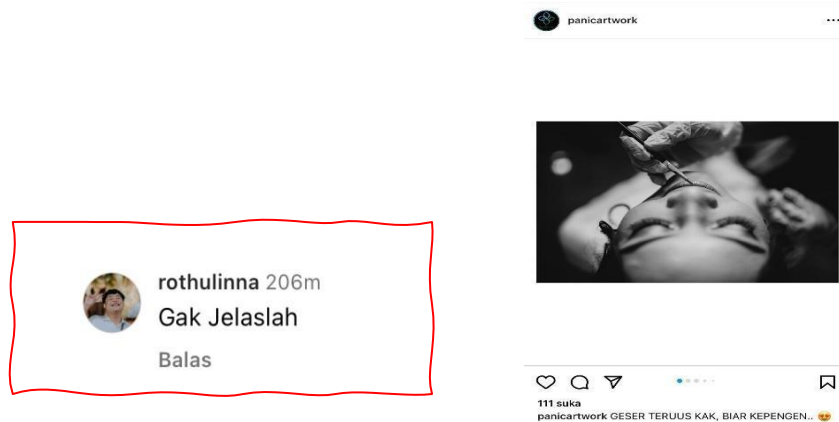 rothulinna 206m
Gak Jelaslah
Balas
panicartwork
111 suka
panicartwork GESER TERUUS KAK, BIAR KEPENGEN.. 😍